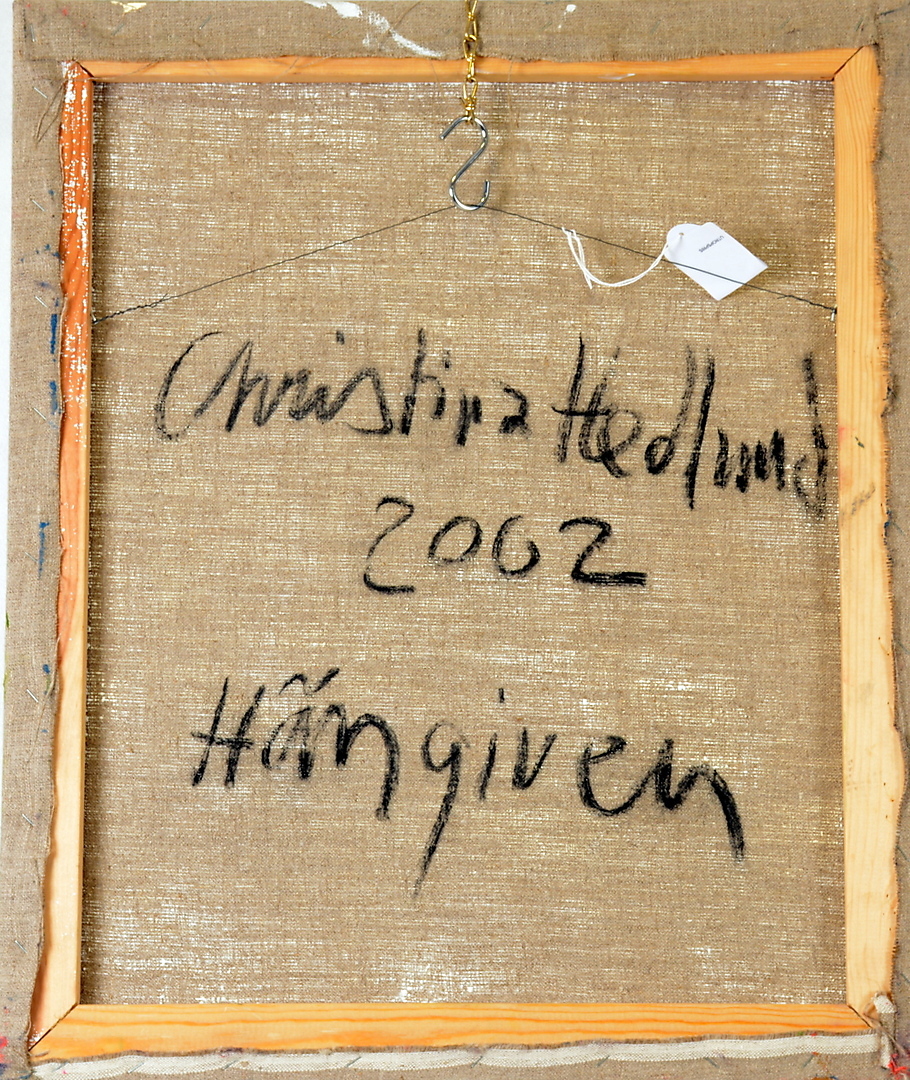 Christina Hedlund
2002
Hängiven